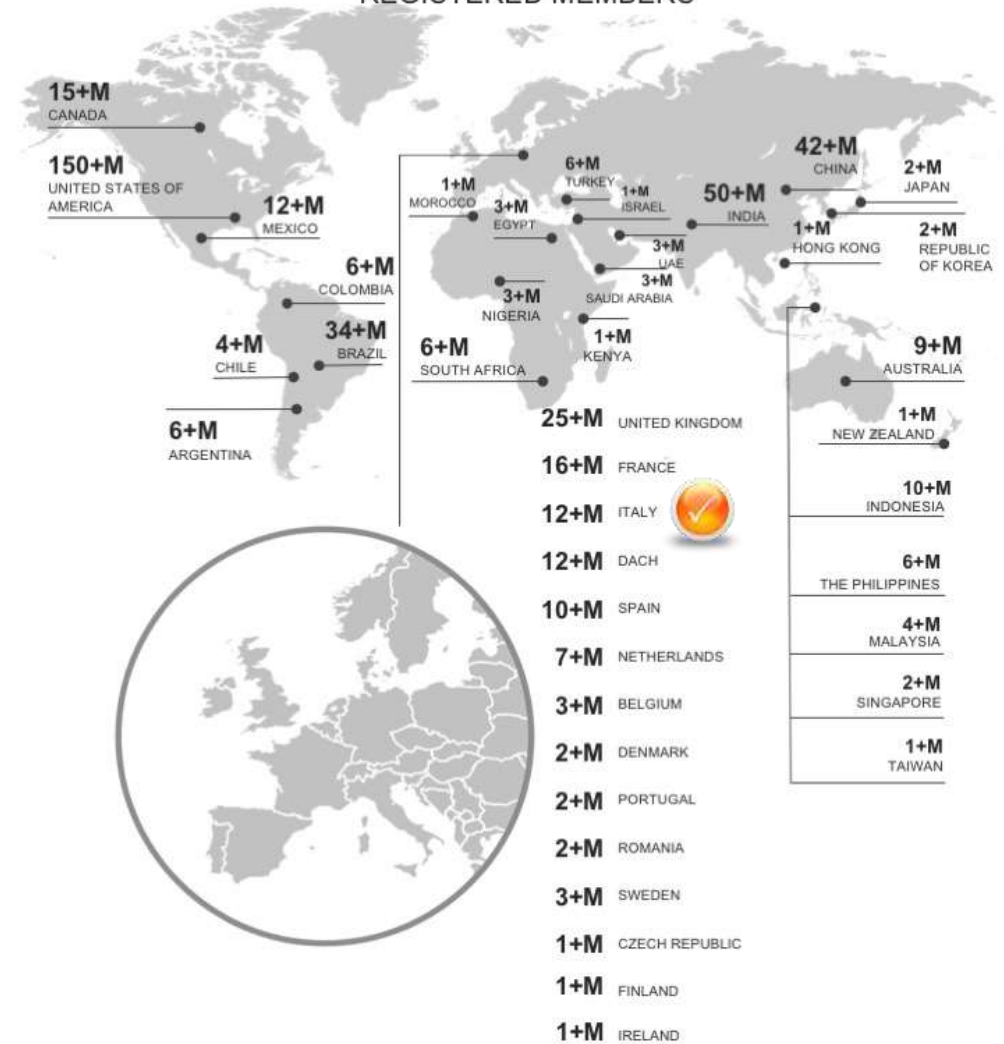 REGISTERED MEMBERS
15+M
CANADA
150+M
UNITED STATES OF
AMERICA
12+M
MEXICO
6+M
COLOMBIA
34+M
BRAZIL
4+M
CHILE
6+M
ARGENTINA
1+M
MOROCCO
6+M
TURKEY
3+M
EGYPT
1+M
ISRAEL
3+M
UAE
3+M
SAUDI ARABIA
3+M
NIGERIA
1+M
KENYA
6+M
SOUTH AFRICA
50+M
INDIA
42+M
CHINA
2+M
JAPAN
1+M
HONG KONG
2+M
REPUBLIC
OF KOREA
9+M
AUSTRALIA
1+M
NEW ZEALAND
10+M
INDONESIA
6+M
THE PHILIPPINES
4+M
MALAYSIA
2+M
SINGAPORE
1+M
TAIWAN
25+M UNITED KINGDOM
16+M FRANCE
12+M ITALY
12+M DACH
10+M SPAIN
7+M NETHERLANDS
3+M BELGIUM
2+M DENMARK
2+M PORTUGAL
2+M ROMANIA
3+M SWEDEN
1+M CZECH REPUBLIC
1+M FINLAND
1+M IRELAND